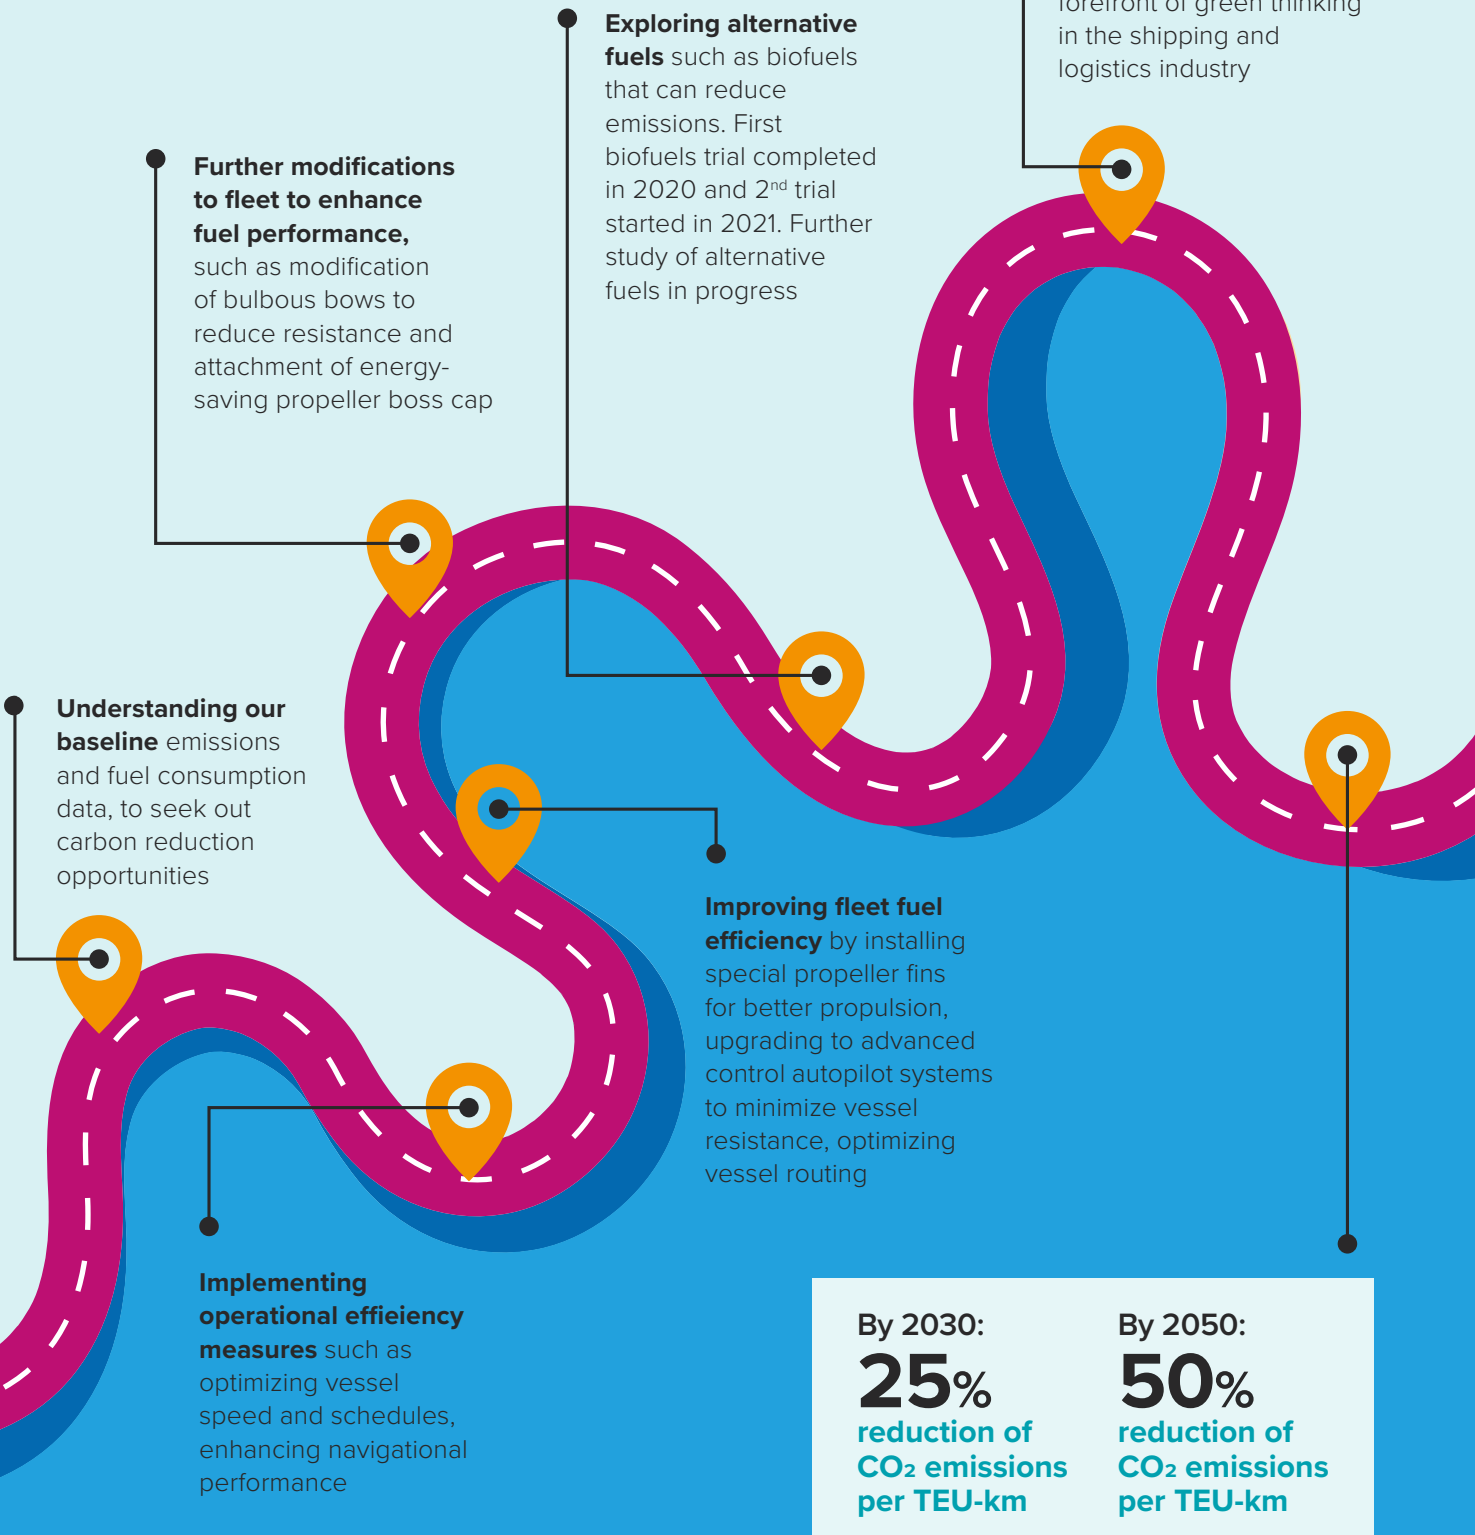 forefront of green thinking
in the shipping and
logistics industry
Exploring alternative
fuels such as biofuels
that can reduce
emissions. First
biofuels trial completed
in 2020 and 2nd trial
started in 2021. Further
study of alternative
fuels in progress
Further modifications
to fleet to enhance
fuel performance,
such as modification
of bulbous bows to
reduce resistance and
attachment of energy-
saving propeller boss cap
Understanding our
baseline emissions
and fuel consumption
data, to seek out
carbon reduction
opportunities
Improving fleet fuel
efficiency by installing
special propeller fins
for better propulsion,
upgrading to advanced
control autopilot systems
to minimize vessel
resistance, optimizing
vessel routing
Implementing
operational effieiency
measures such as
optimizing vessel
speed and schedules,
enhancing navigational
performance
By 2030:
25%
reduction of
CO2 emissions
per TEU-km
By 2050:
50%
reduction of
CO2 emissions
per TEU-km